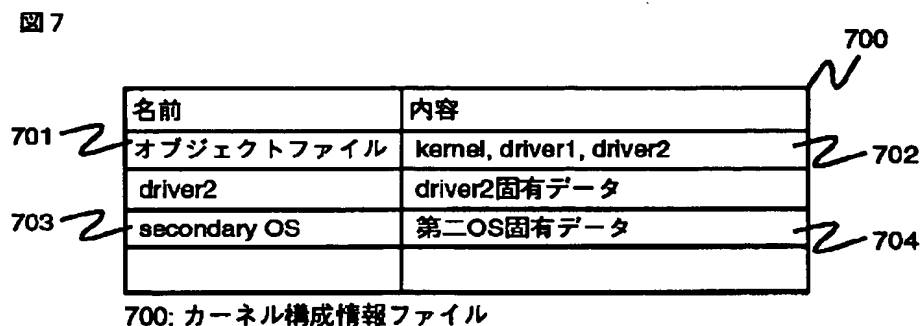 図7
700
名前 内容
701 オブジェクトファイル kernel, driver1, driver2 702
driver2 driver2固有データ
703 secondary OS 第二OS固有データ 704
700: カーネル構成情報ファイル